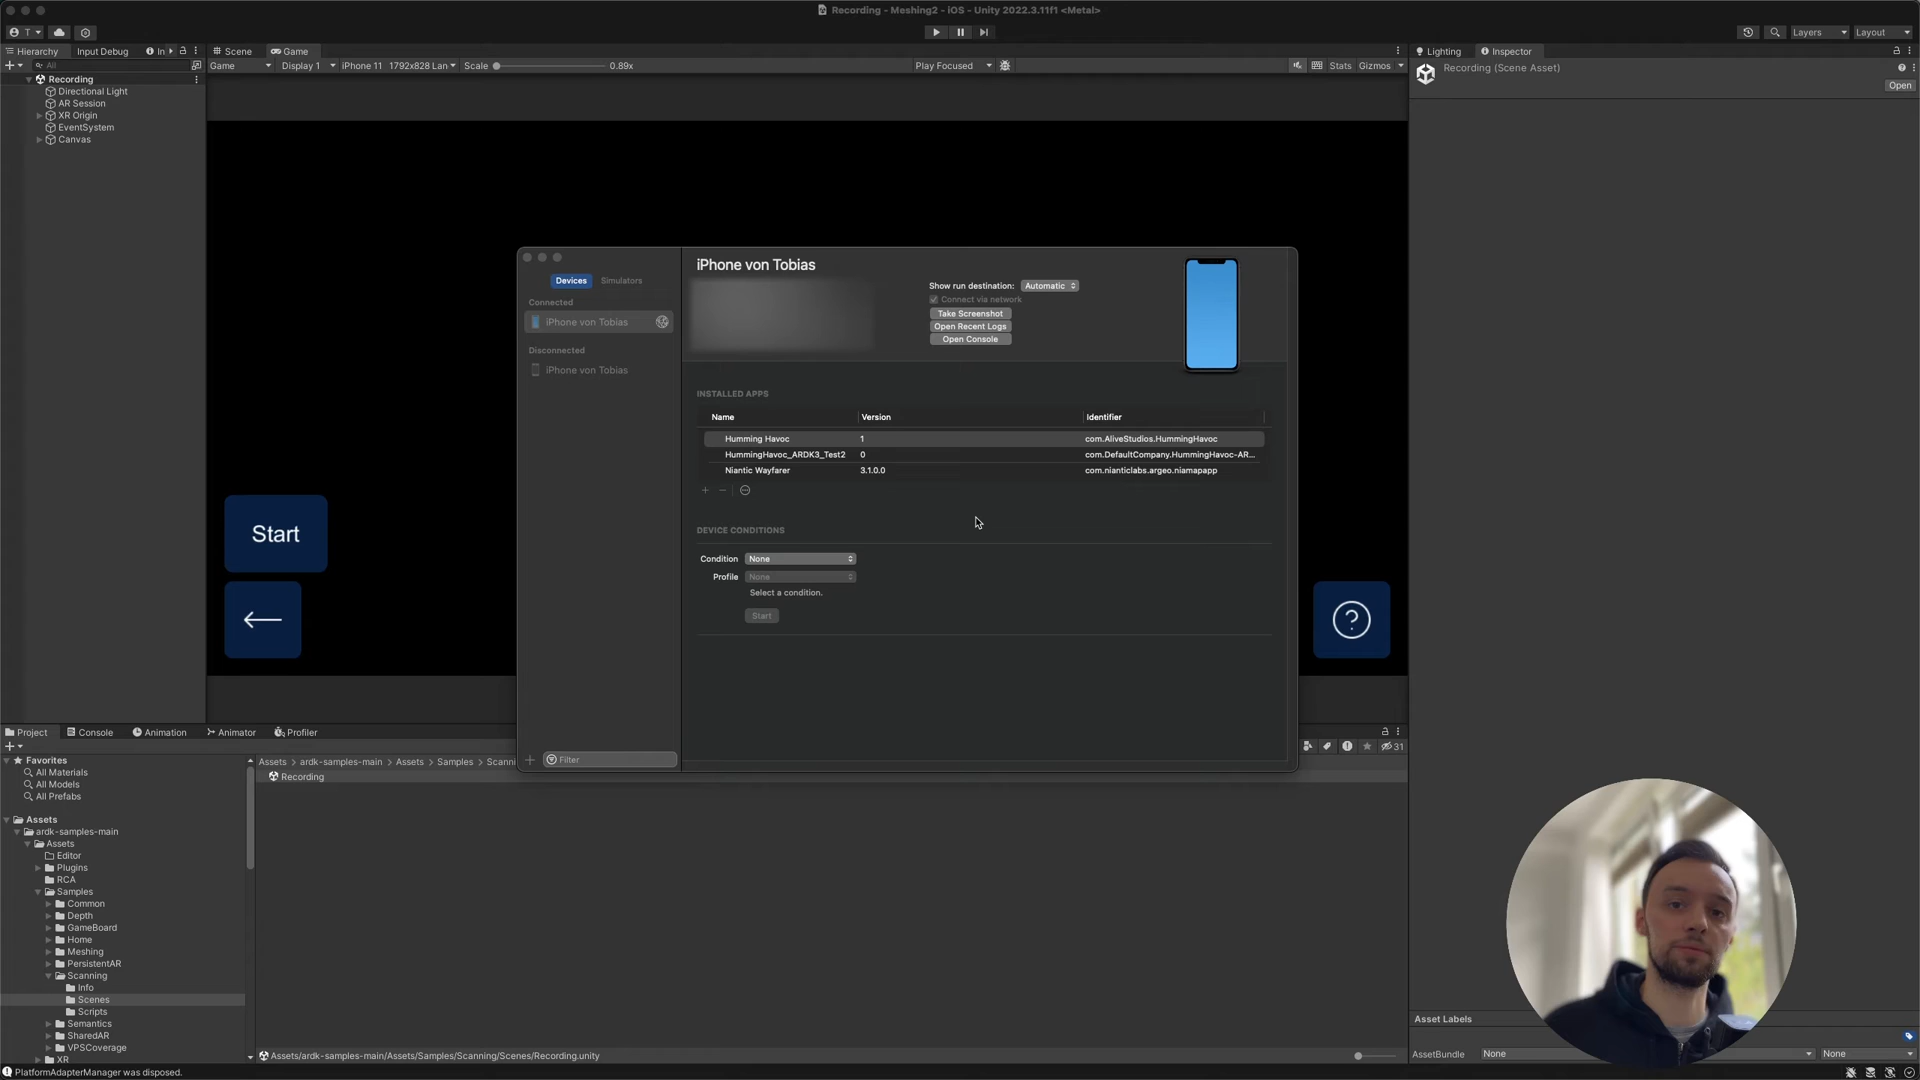 Recording - Meshing2 - iOS - Unity 2022.3.11f1 <Metal>
T
Layers
Layout
Hierarchy
Input Debug
In
Scene
Game
Lighting
Inspector
All
Game
Display 1
iPhone 11
1792x828 Lan
Scale
0.89x
Play Focused
Stats
Gizmos
Recording (Scene Asset)
Open
Recording
Directional Light
AR Session
XR Origin
EventSystem
Canvas
Start
?
Devices
Simulators
Connected
iPhone von Tobias
Disconnected
iPhone von Tobias
Filter
iPhone von Tobias
Show run destination:
Automatic
Connect via network
Take Screenshot
Open Recent Logs
Open Console
INSTALLED APPS
Name
Version
Identifier
Humming Havoc
1
com.AliveStudios.HummingHavoc
HummingHavoc_ARDK3_Test2
0
com.DefaultCompany.HummingHavoc-AR...
Niantic Wayfarer
3.1.0.0
com.nianticlabs.argeo.niamapapp
DEVICE CONDITIONS
Condition
None
Profile
None
Select a condition.
Start
Project
Console
Animation
Animator
Profiler
31
Favorites
All Materials
All Models
All Prefabs
Assets
ardk-samples-main
Assets
Editor
Plugins
RCA
Samples
Common
Depth
GameBoard
Home
Meshing
PersistentAR
Scanning
Info
Scenes
Scripts
Semantics
SharedAR
VPSCoverage
XR
Assets > ardk-samples-main > Assets > Samples > Scanni
Recording
Assets/ardk-samples-main/Assets/Samples/Scanning/Scenes/Recording.unity
Asset Labels
AssetBundle
None
None
PlatformAdapterManager was disposed.